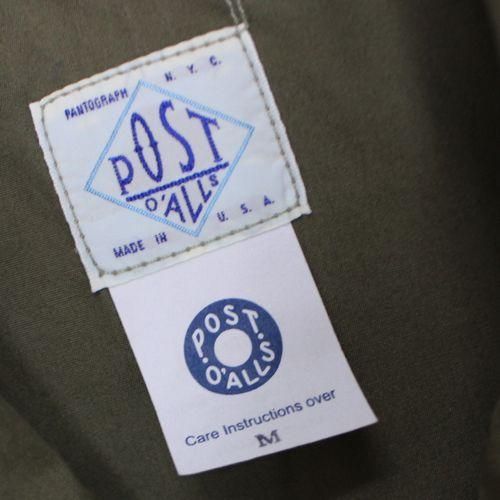 PANTOGRAPH N.Y.C.
POST
O'ALLS
MADE IN U.S.A.
POST
O'ALLS
Care Instructions over
M